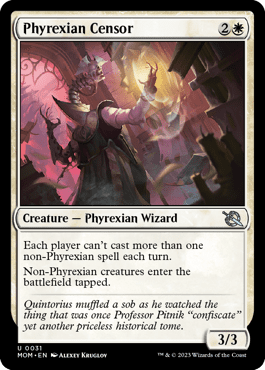 Phyrexian Censor 2
Creature — Phyrexian Wizard
Each player can't cast more than one
non-Phyrexian spell each turn.
Non-Phyrexian creatures enter the
battlefield tapped.
Quintorius muffled a sob as he watched the
thing that was once Professor Pitnik “confiscate”
yet another priceless historical tome.
3/3
U 0031
MOM • EN ALEXEY KRUGLOV
™ & © 2023 Wizards of the Coast